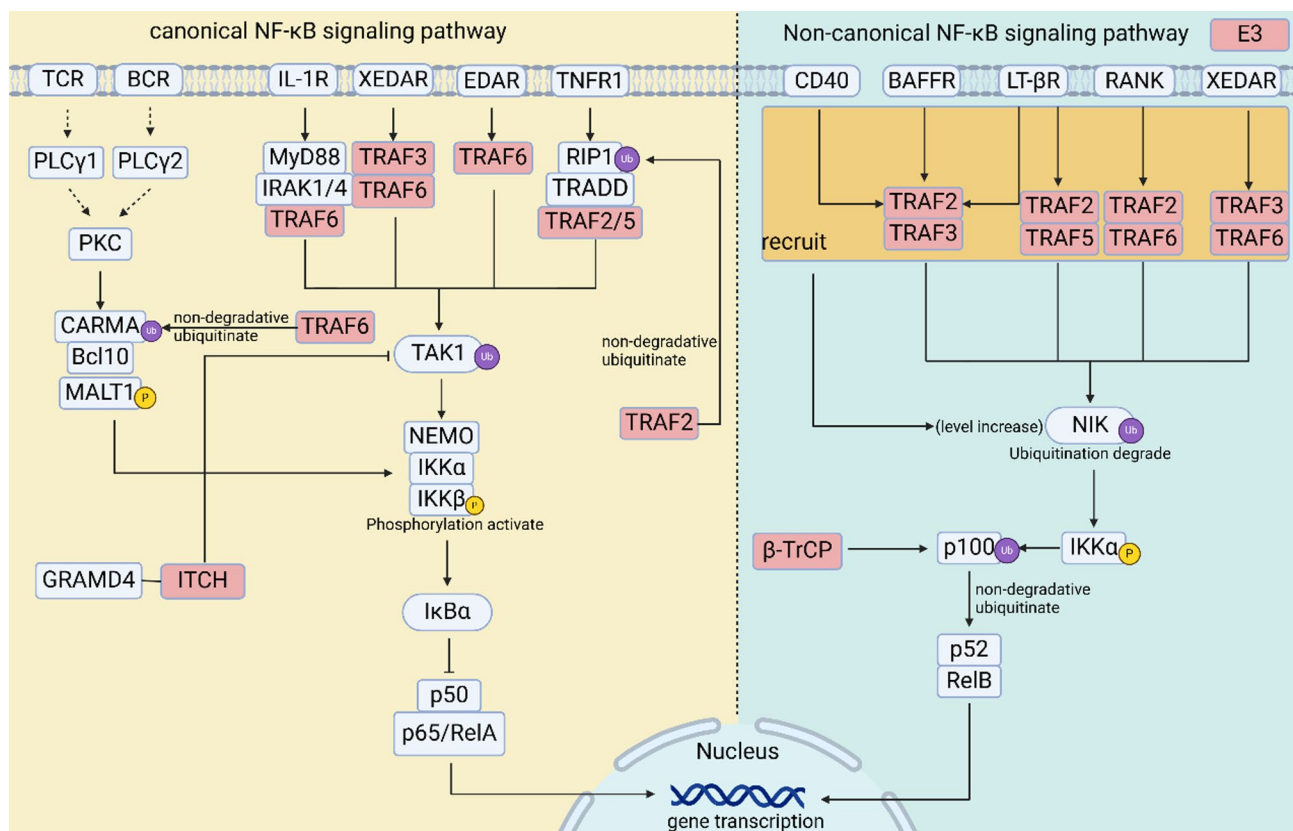 canonical NF-κB signaling pathway
Non-canonical NF-κB signaling pathway
E3
TCR
BCR
IL-1R
XEDAR
EDAR
TNFR1
CD40
BAFFR
LT-βR
RANK
XEDAR
PLCγ1
PLCγ2
MyD88
IRAK1/4
TRAF6
TRAF3
TRAF6
TRAF6
RIP1
Ub
TRADD
TRAF2/5
PKC
TRAF2
TRAF3
TRAF2
TRAF5
TRAF2
TRAF6
TRAF3
TRAF6
recruit
CARMA
Ub
Bcl10
MALT1
P
non-degradative
ubiquitinate
TRAF6
TAK1
Ub
non-degradative
ubiquitinate
TRAF2
NEMO
IKKα
IKKβ
P
Phosphorylation activate
(level increase)
NIK
Ub
Ubiquitination degrade
GRAMD4
ITCH
IκBα
β-TrCP
p100
Ub
IKKα
P
non-degradative
ubiquitinate
p52
RelB
p50
p65/RelA
Nucleus
gene transcription